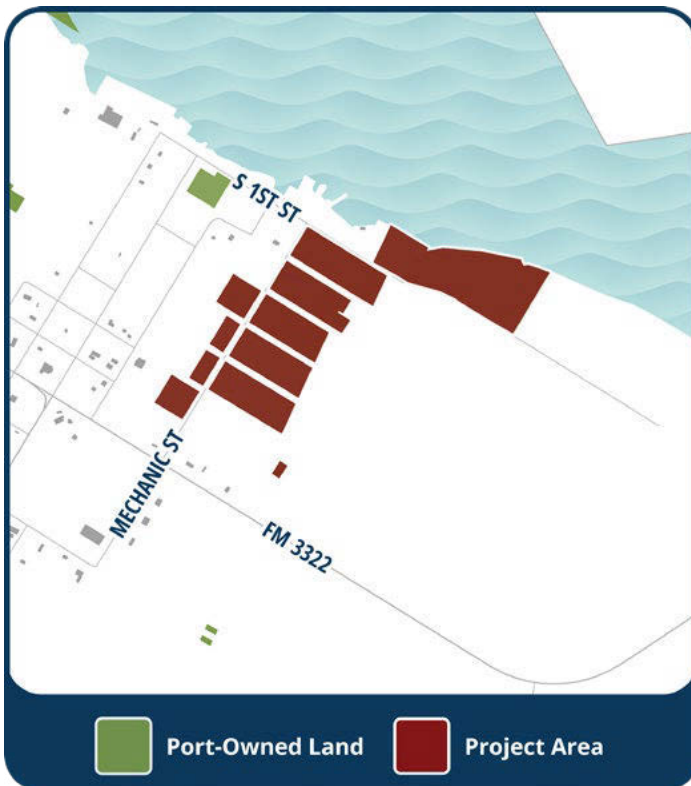 S 1ST ST
MECHANIC ST
FM 3322
Port-Owned Land
Project Area